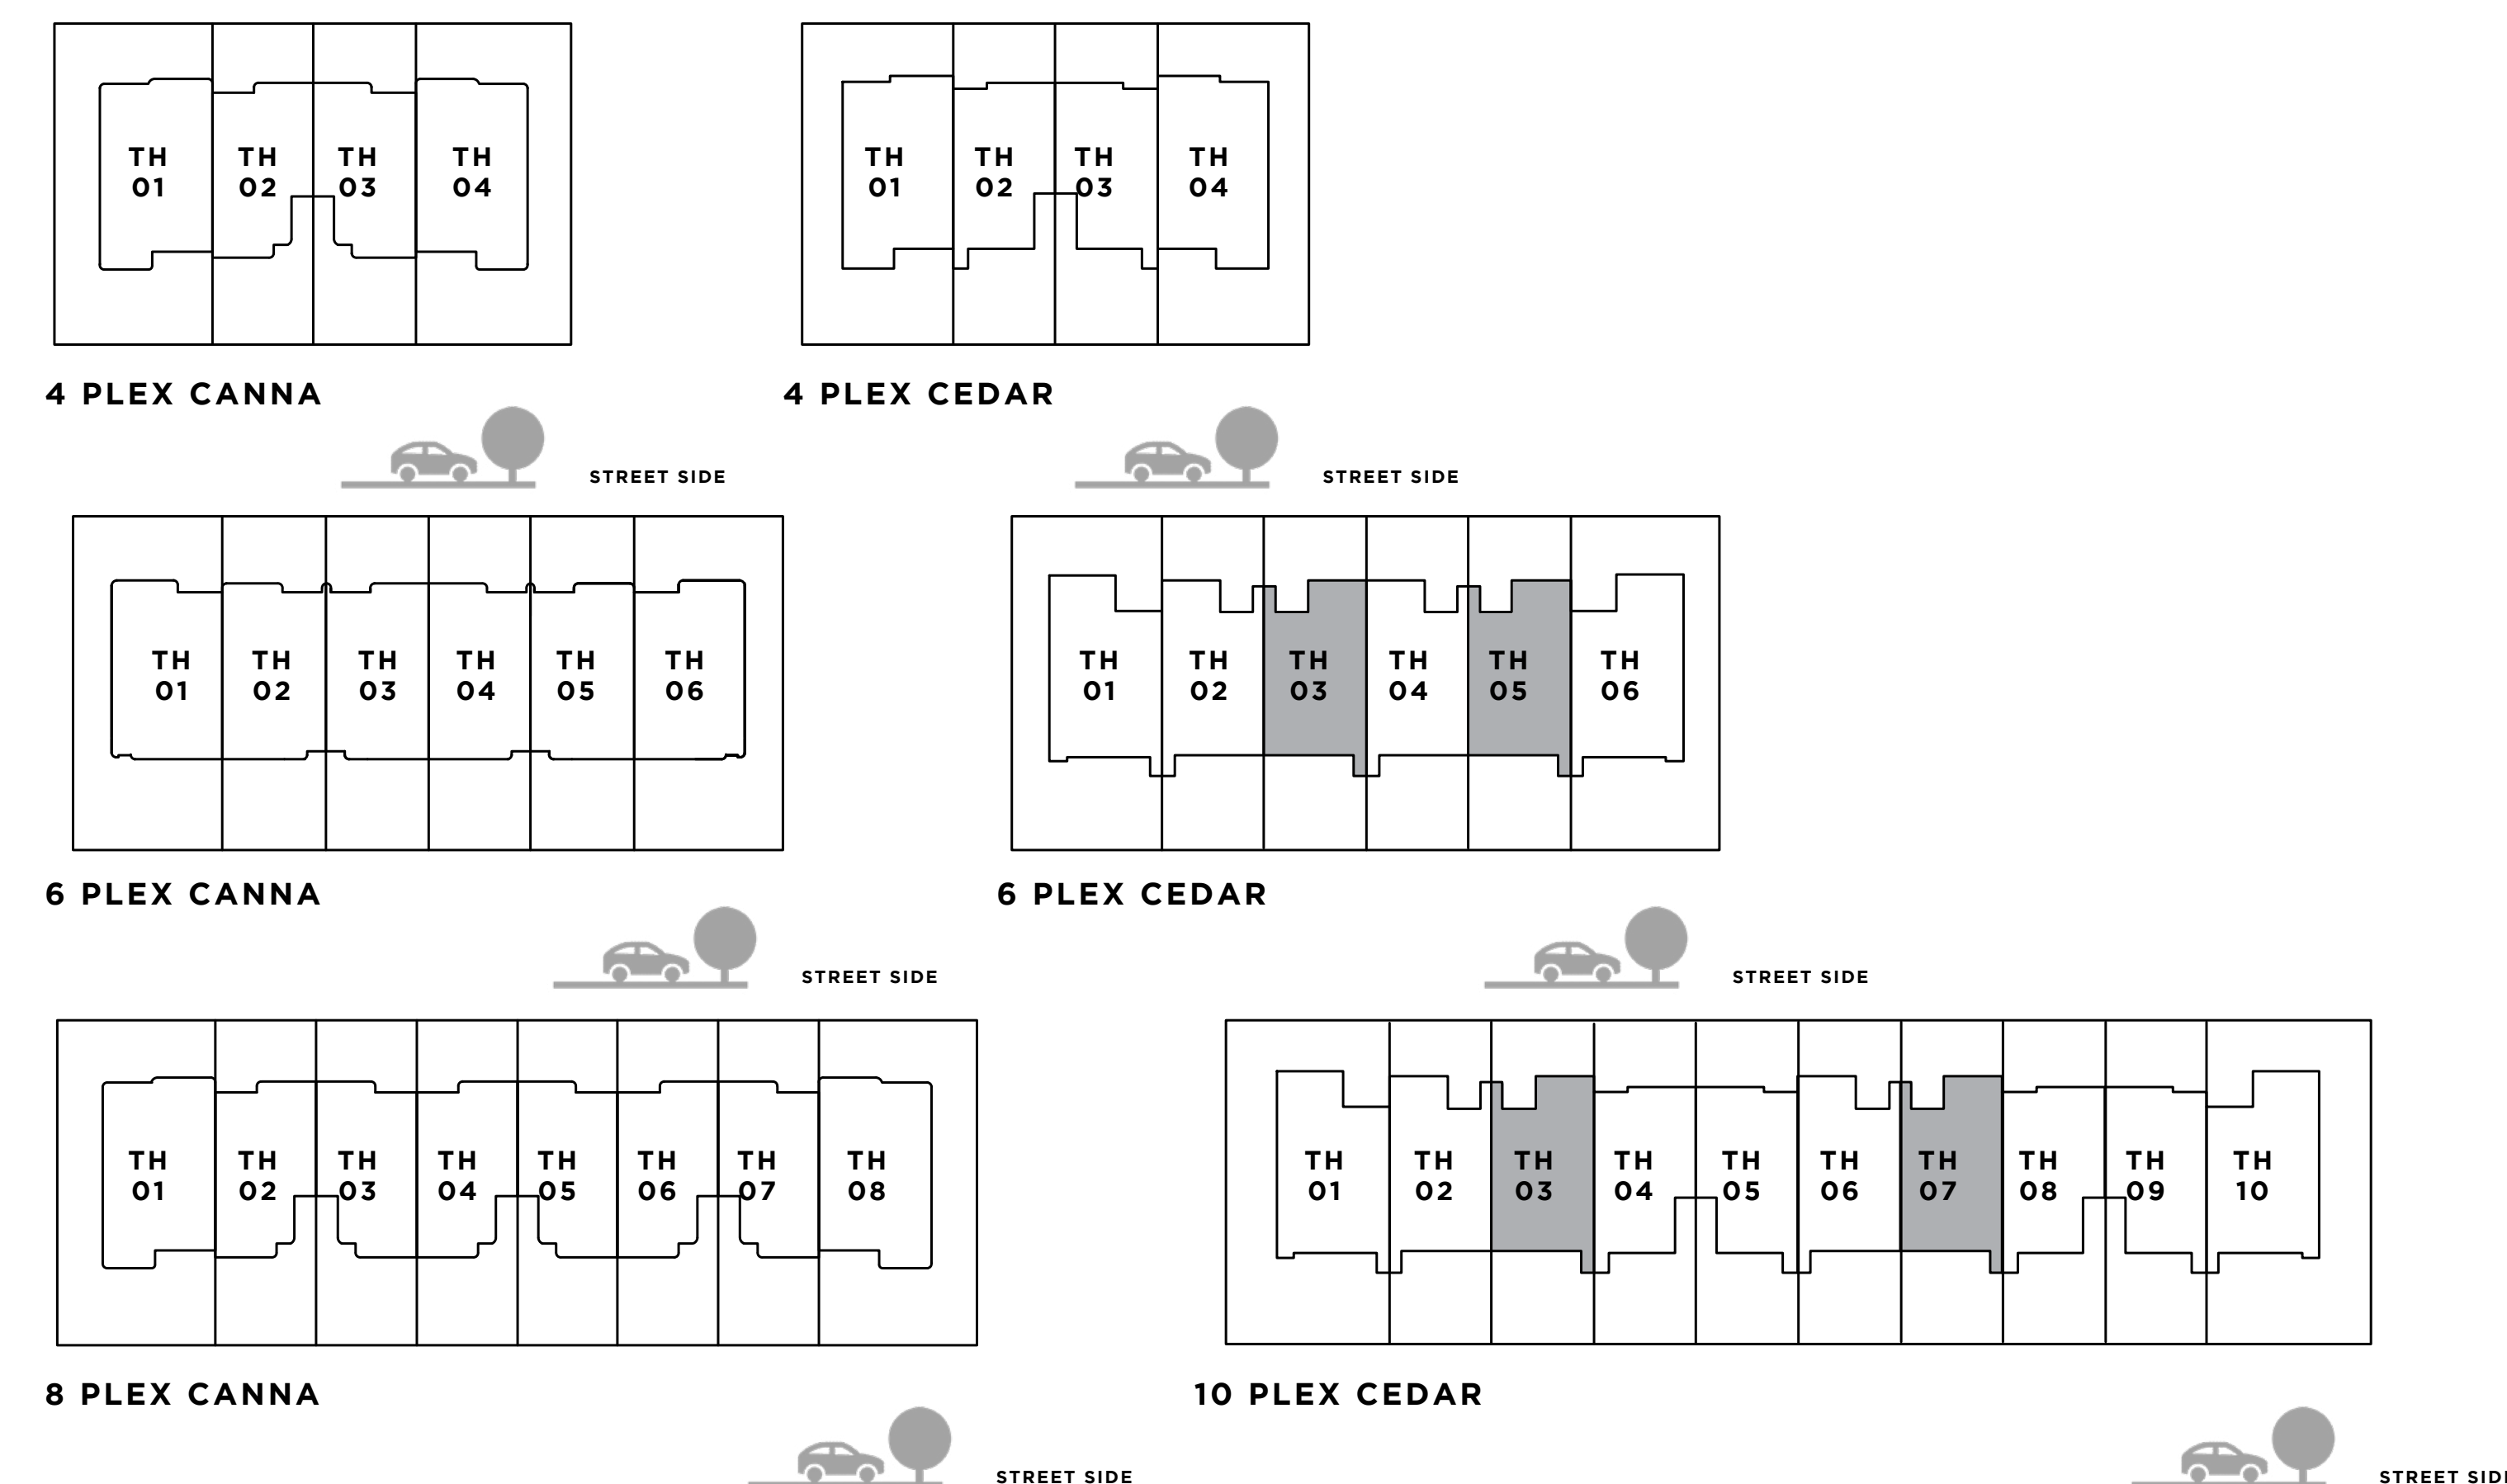 TH TH TH TH
01 02 03 04
4 PLEX CANNA
STREET SIDE
TH TH TH TH
01 02 03 04
4 PLEX CEDAR
STREET SIDE
TH TH TH TH TH TH
01 02 03 04 05 06
6 PLEX CANNA
STREET SIDE
TH TH TH TH TH TH
01 02 03 04 05 06
6 PLEX CEDAR
STREET SIDE
TH TH TH TH TH TH TH TH
01 02 03 04 05 06 07 08
8 PLEX CANNA
STREET SIDE
TH TH TH TH TH TH TH TH TH TH
01 02 03 04 05 06 07 08 09 10
10 PLEX CEDAR
STREET SIDE